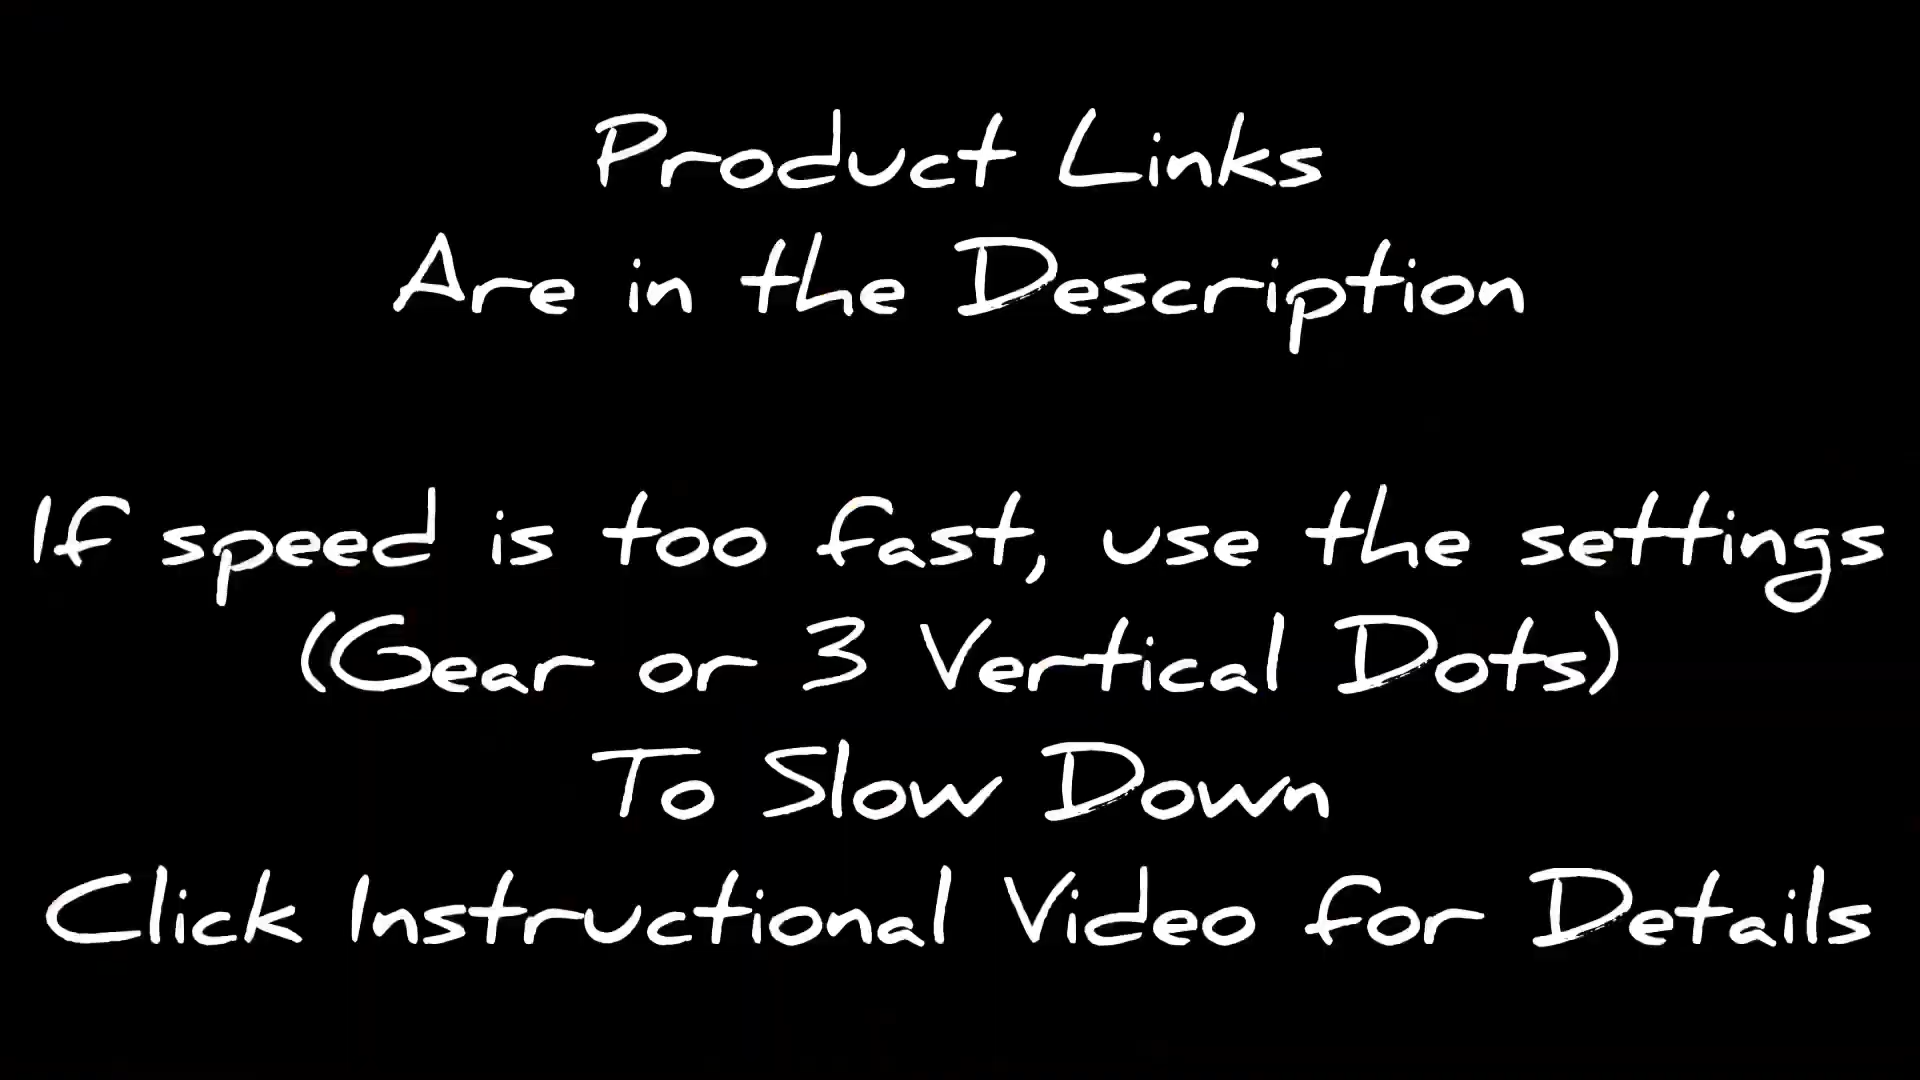 Product Links
Are in the Description
If speed is too fast, use the settings
(Gear or 3 Vertical Dots)
To Slow Down
Click Instructional Video for Details